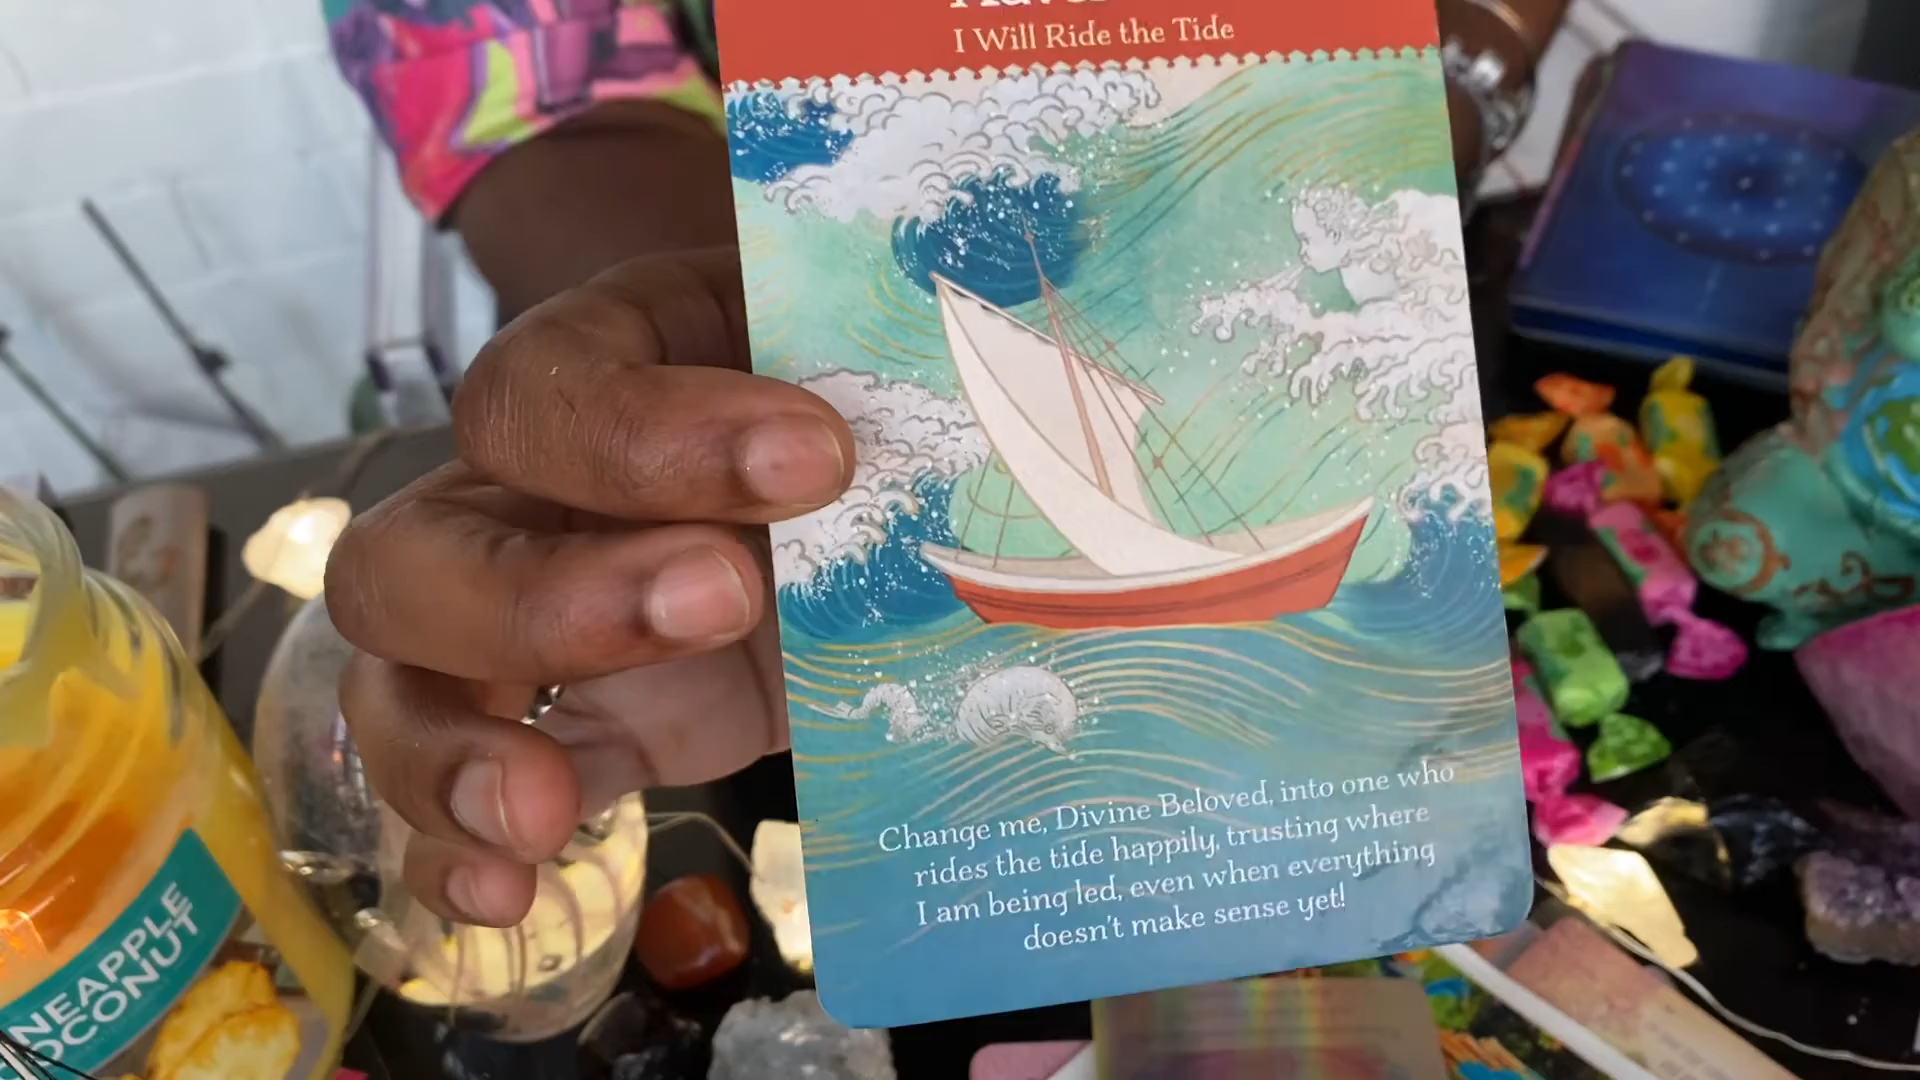 I Will Ride the Tide
Change me, Divine Beloved, into one who
rides the tide happily, trusting where
I am being led, even when everything
doesn't make sense yet!
NEAPPLE
OCONUT